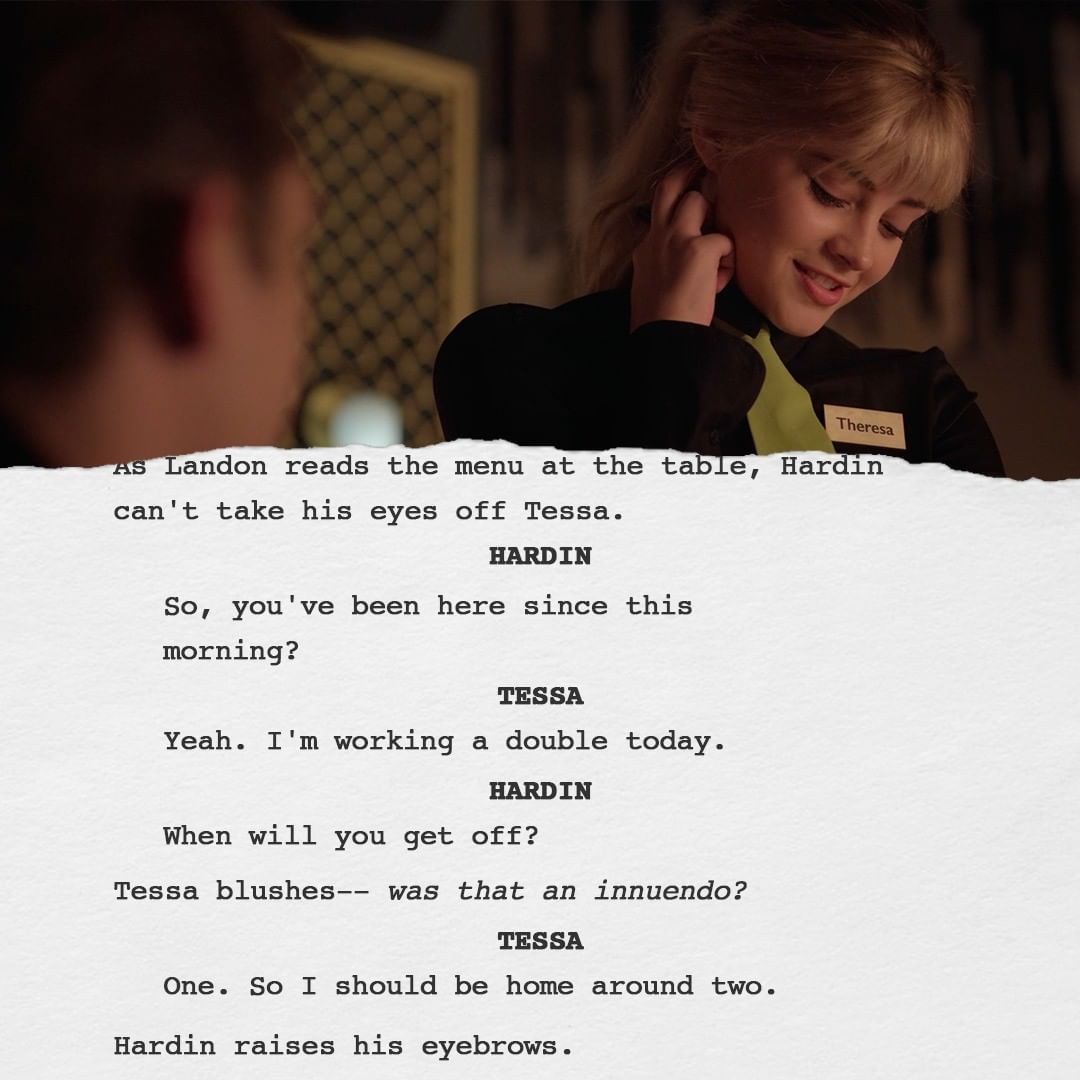 Theresa
As Landon reads the menu at the table, Hardin
can't take his eyes off Tessa.
HARDIN
So, you've been here since this
morning?
TESSA
Yeah. I'm working a double today.
HARDIN
When will you get off?
Tessa blushes-- was that an innuendo?
TESSA
One. So I should be home around two.
Hardin raises his eyebrows.